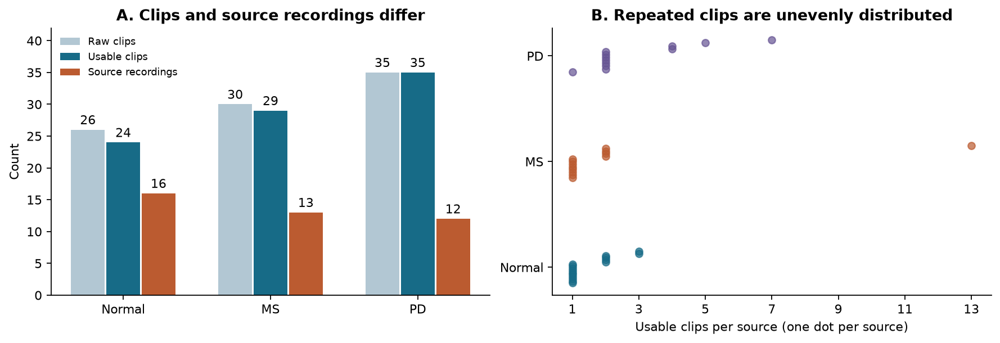 A. Clips and source recordings differ
Raw clips
Usable clips
Source recordings
Count
40
35
30
25
20
15
10
5
0
26
24
16
30
29
13
35
35
12
Normal
MS
PD
B. Repeated clips are unevenly distributed
PD
MS
Normal
1
3
5
7
9
11
13
Usable clips per source (one dot per source)